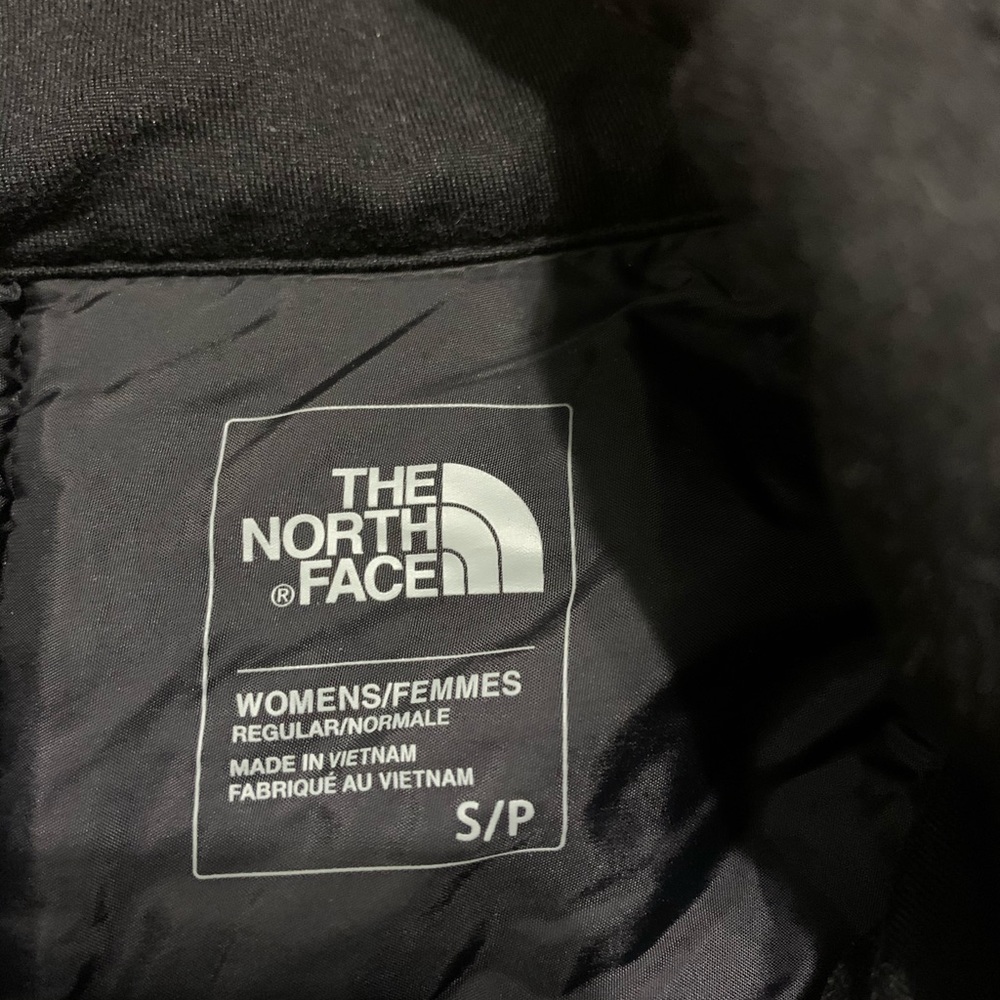 THE
NORTH
®FACE
WOMENS/FEMMES
REGULAR/NORMALE
MADE IN VIETNAM
FABRIQUÉ AU VIETNAM
S/P